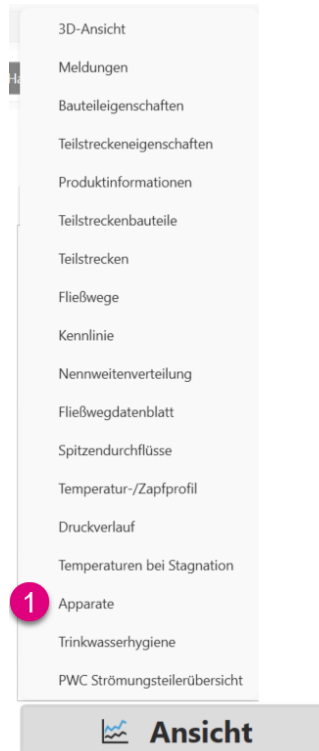 3D-Ansicht
Meldungen
Bauteileigenschaften
Teilstreckeneigenschaften
Produktinformationen
Teilstreckenbauteile
Teilstrecken
Fließwege
Kennlinie
Nennweitenverteilung
Fließwegdatenblatt
Spitzendurchflüsse
Temperatur-/Zapfprofil
Druckverlauf
Temperaturen bei Stagnation
1 Apparate
Trinkwasserhygiene
PWC Strömungsteilerübersicht
Ansicht